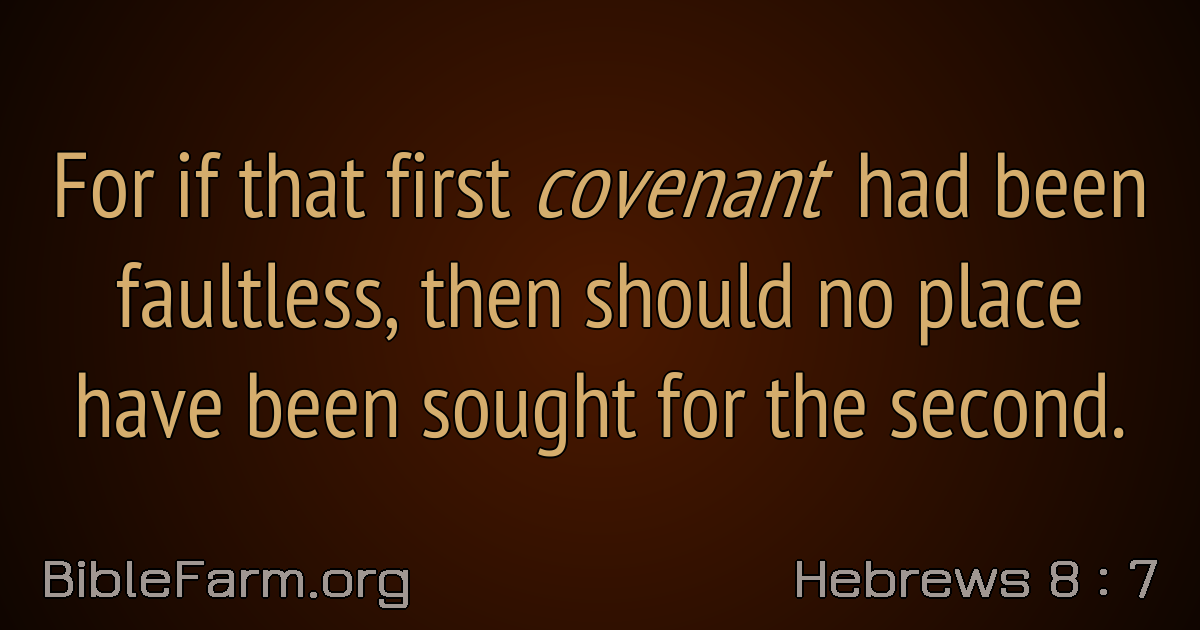 For if that first covenant had been
faultless, then should no place
have been sought for the second.
BibleFarm.org
Hebrews 8 : 7